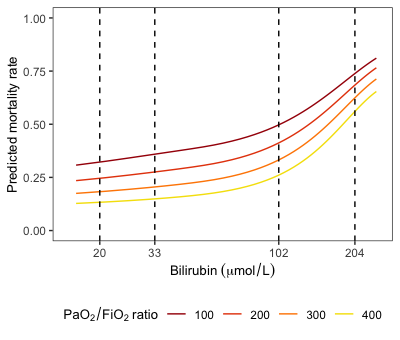 Predicted mortality rate
1.00
0.75
0.50
0.25
0.00
20 33 102 204
Bilirubin (μmol/L)
PaO₂/FiO₂ ratio 100 200 300 400